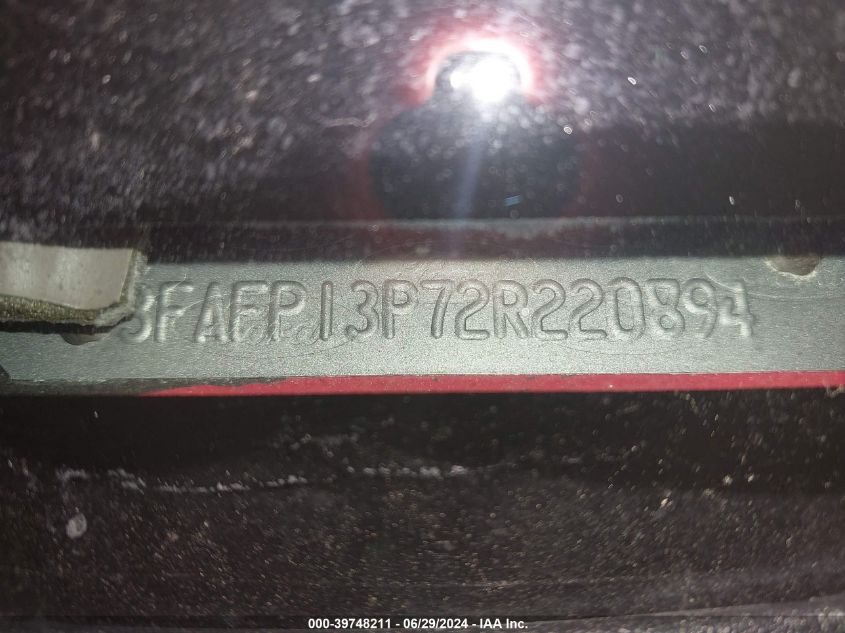 3FAFP13P72R220894
000-39748211 - 06/29/2024 - IAA Inc.